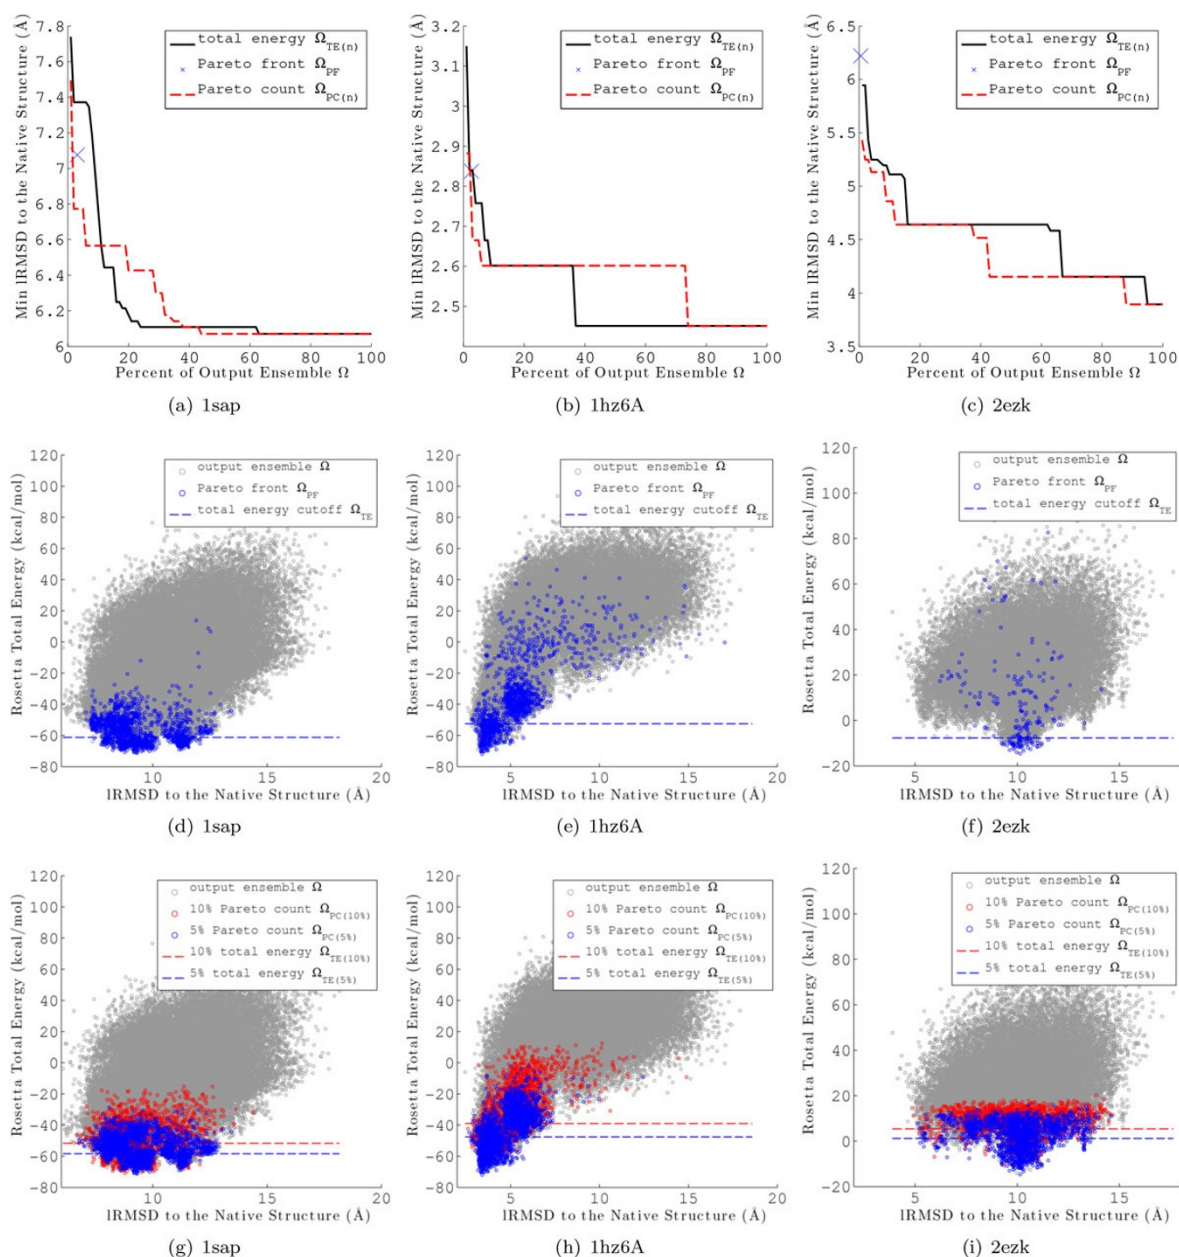 Min lRMSD to the Native Structure (Å)
7.8
7.6
7.4
7.2
7
6.8
6.6
6.4
6.2
6
0 20 40 60 80 100
total energy Ω_TE(n)
Pareto front Ω_PF
Pareto count Ω_PC(n)
Percent of Output Ensemble Ω
(a) 1sap
Min lRMSD to the Native Structure (Å)
3.2
3.1
3
2.9
2.8
2.7
2.6
2.5
0 20 40 60 80 100
total energy Ω_TE(n)
Pareto front Ω_PF
Pareto count Ω_PC(n)
Percent of Output Ensemble Ω
(b) 1hz6A
Min lRMSD to the Native Structure (Å)
6.5
6
5.5
5
4.5
4
3.5
0 20 40 60 80 100
total energy Ω_TE(n)
Pareto front Ω_PF
Pareto count Ω_PC(n)
Percent of Output Ensemble Ω
(c) 2ezk
Rosetta Total Energy (kcal/mol)
120
100
80
60
40
20
0
−20
−40
−60
−80
10 15 20
output ensemble Ω
Pareto front Ω_PF
total energy cutoff Ω_TE
lRMSD to the Native Structure (Å)
(d) 1sap
Rosetta Total Energy (kcal/mol)
120
100
80
60
40
20
0
−20
−40
−60
−80
5 10 15 20
output ensemble Ω
Pareto front Ω_PF
total energy cutoff Ω_TE
lRMSD to the Native Structure (Å)
(e) 1hz6A
Rosetta Total Energy (kcal/mol)
120
100
80
60
40
20
0
−20
5 10 15
output ensemble Ω
Pareto front Ω_PF
total energy cutoff Ω_TE
lRMSD to the Native Structure (Å)
(f) 2ezk
Rosetta Total Energy (kcal/mol)
120
100
80
60
40
20
0
−20
−40
−60
−80
10 15 20
output ensemble Ω
10% Pareto count Ω_PC(10%)
5% Pareto count Ω_PC(5%)
10% total energy Ω_TE(10%)
5% total energy Ω_TE(5%)
lRMSD to the Native Structure (Å)
(g) 1sap
Rosetta Total Energy (kcal/mol)
120
100
80
60
40
20
0
−20
−40
−60
−80
5 10 15 20
output ensemble Ω
10% Pareto count Ω_PC(10%)
5% Pareto count Ω_PC(5%)
10% total energy Ω_TE(10%)
5% total energy Ω_TE(5%)
lRMSD to the Native Structure (Å)
(h) 1hz6A
Rosetta Total Energy (kcal/mol)
120
100
80
60
40
20
0
−20
5 10 15
output ensemble Ω
10% Pareto count Ω_PC(10%)
5% Pareto count Ω_PC(5%)
10% total energy Ω_TE(10%)
5% total energy Ω_TE(5%)
lRMSD to the Native Structure (Å)
(i) 2ezk